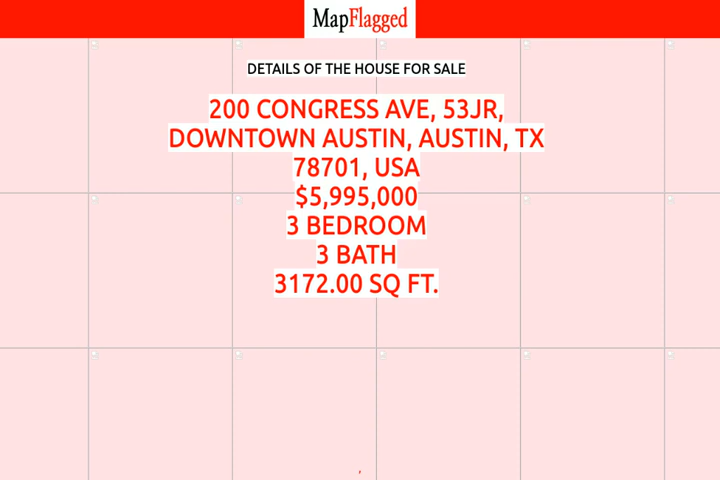 MapFlagged
DETAILS OF THE HOUSE FOR SALE
200 CONGRESS AVE, 53JR,
DOWNTOWN AUSTIN, AUSTIN, TX
78701, USA
$5,995,000
3 BEDROOM
3 BATH
3172.00 SQ FT.
,